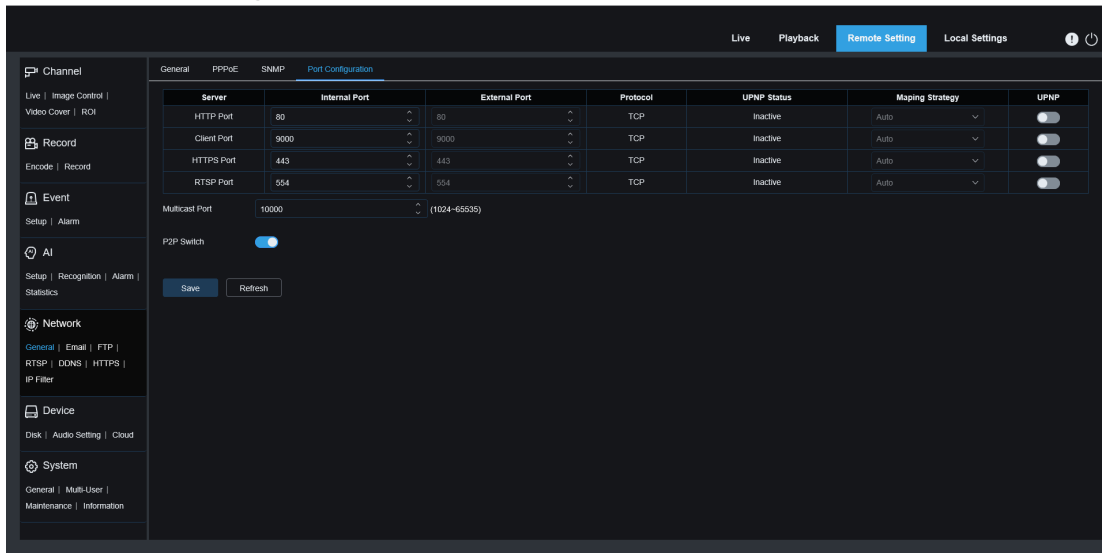 Live Playback Remote Setting Local Settings
Channel
Live | Image Control |
Video Cover | ROI
Record
Encode | Record
Event
Setup | Alarm
AI
Setup | Recognition | Alarm |
Statistics
Network
General | Email | FTP |
RTSP | DDNS | HTTPS |
IP Filter
Device
Disk | Audio Setting | Cloud
System
General | Multi-User |
Maintenance | Information
General PPPoE SNMP Port Configuration
Server Internal Port External Port Protocol UPNP Status Maping Strategy UPNP
HTTP Port 80 80 TCP Inactive Auto
Client Port 9000 9000 TCP Inactive Auto
HTTPS Port 443 443 TCP Inactive Auto
RTSP Port 554 554 TCP Inactive Auto
Multicast Port 10000 (1024~65535)
P2P Switch
Save Refresh